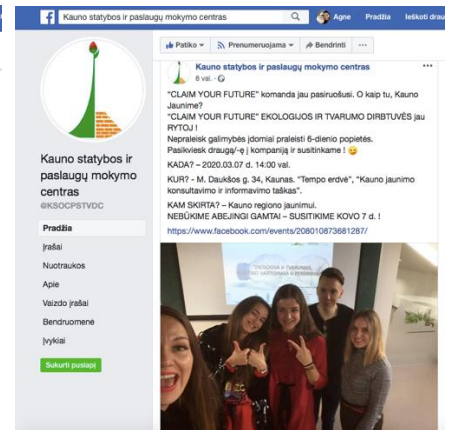 Kauno statybos ir paslaugų mokymo centras
Agne
Pradžia
Ieškoti drau
Patiko
Prenumeruojama
Bendrinti
Kauno statybos ir paslaugų mokymo centras
8 val.
"CLAIM YOUR FUTURE" komanda jau pasiruošusi. O kaip tu, Kauno
Jaunime?
"CLAIM YOUR FUTURE" EKOLOGIJOS IR TVARUMO DIRBTUVĖS jau
RYTOJ !
Nepraleisk galimybės įdomiai praleisti 6-dienio popietės.
Pasikviesk draugą/-ę į kompaniją ir susitinkame !
KADA? – 2020.03.07 d. 14:00 val.
KUR? - M. Daukšos g. 34, Kaunas. "Tempo erdvė", "Kauno jaunimo
konsultavimo ir informavimo taškas".
KAM SKIRTA? – Kauno regiono jaunimui.
NEBŪKIME ABEJINGI GAMTAI – SUSITIKIME KOVO 7 d. !
https://www.facebook.com/events/208010873681287/
Kauno statybos ir
paslaugų mokymo
centras
@KSOCPSTVDC
Pradžia
Įrašai
Nuotraukos
Apie
Vaizdo įrašai
Bendruomenė
Įvykiai
Sukurti puslapį